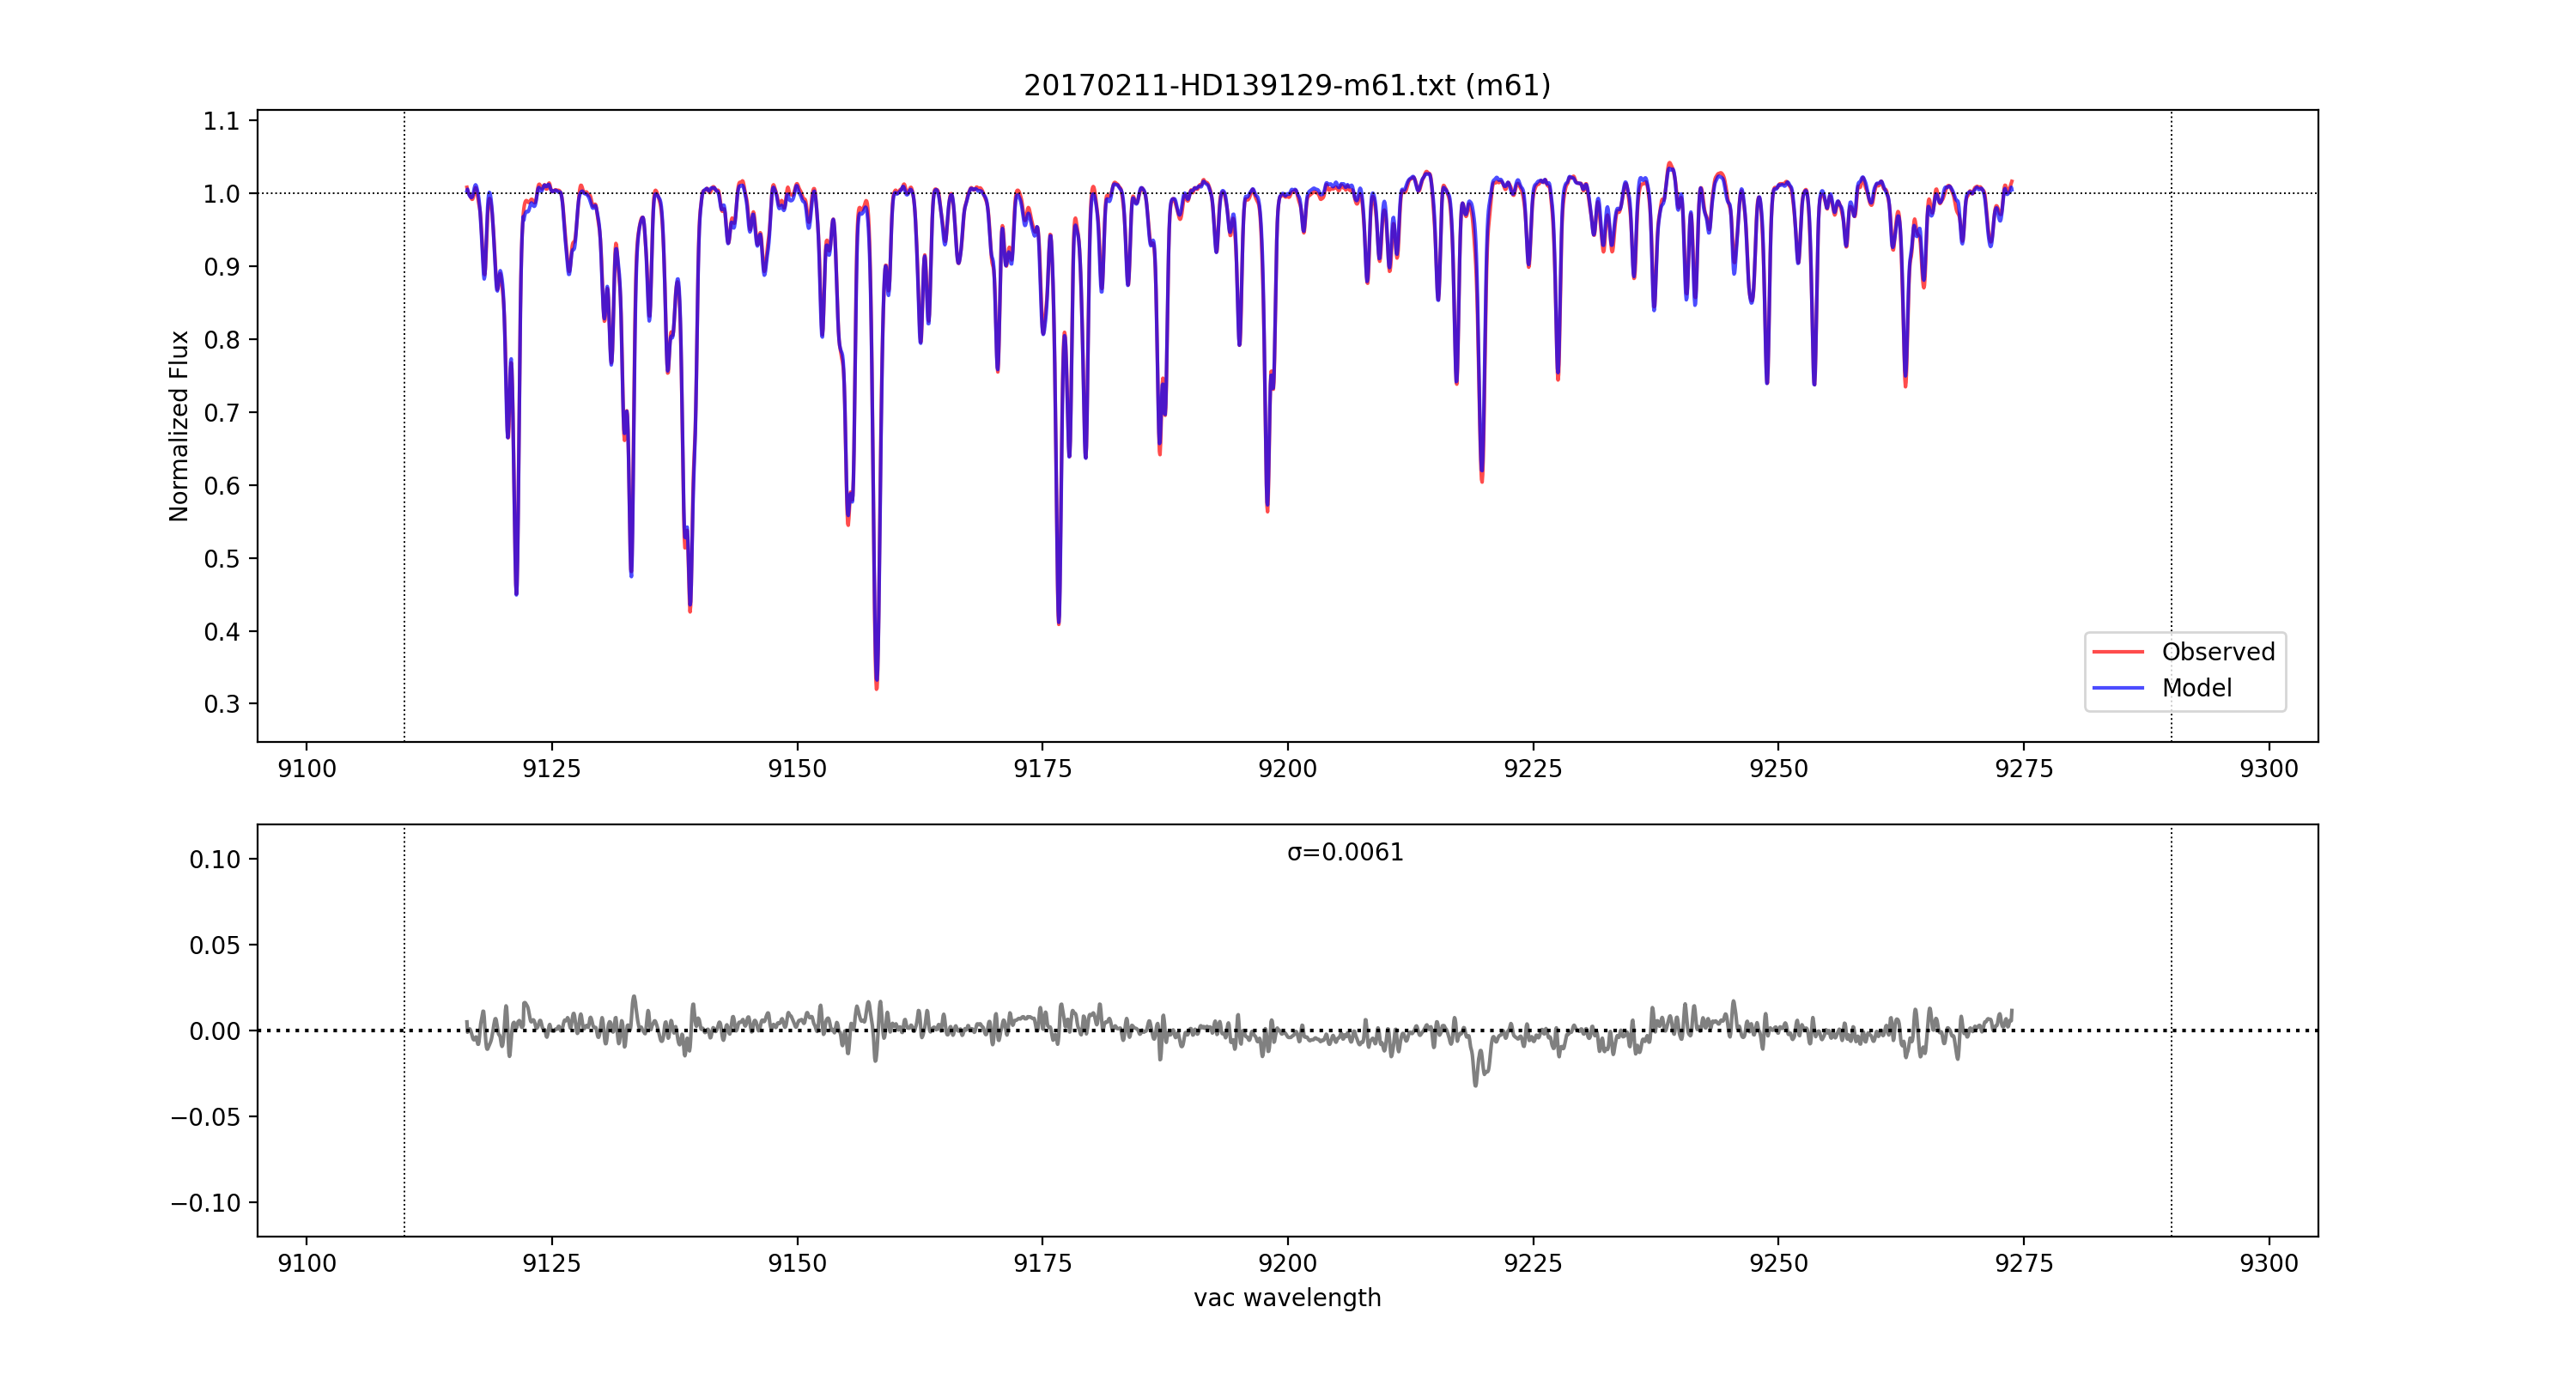 20170211-HD139129-m61.txt (m61)
1.1
1.0
0.9
0.8
0.7
0.6
0.5
0.4
0.3
Normalized Flux
Observed
Model
9100 9125 9150 9175 9200 9225 9250 9275 9300
σ=0.0061
0.10
0.05
0.00
−0.05
−0.10
9100 9125 9150 9175 9200 9225 9250 9275 9300
vac wavelength